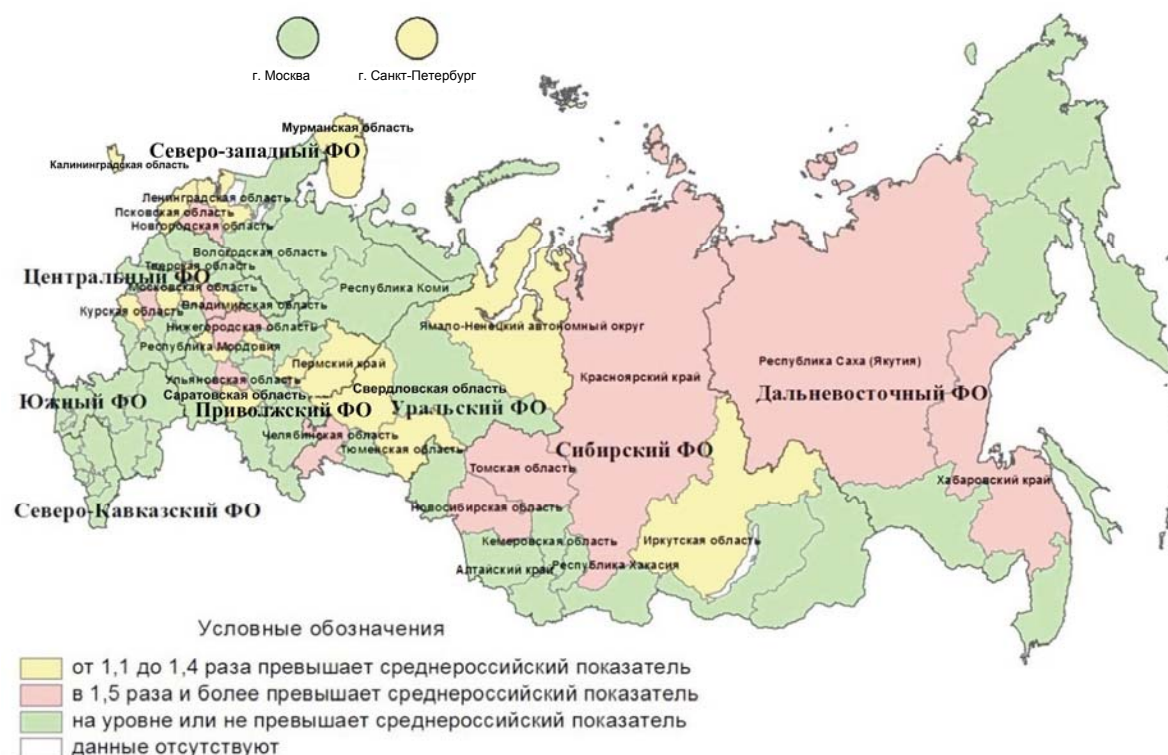 г. Москва
г. Санкт-Петербург
Мурманская область
Северо-западный ФО
Калининградская область
Ленинградская область
Псковская область
Новгородская область
Вологодская область
Тверская область
Центральный ФО
Московская область
Республика Коми
Курская область
Владимирская область
Нижегородская область
Ямало-Ненецкий автономный округ
Республика Мордовия
Пермский край
Республика Саха (Якутия)
Красноярский край
Ульяновская область
Свердловская область
Дальневосточный ФО
Саратовская область
Южный ФО
Приволжский ФО
Уральский ФО
Челябинская область
Тюменская область
Сибирский ФО
Томская область
Хабаровский край
Северо-Кавказский ФО
Новосибирская область
Кемеровская область
Иркутская область
Алтайский край
Республика Хакасия
Условные обозначения
от 1,1 до 1,4 раза превышает среднероссийский показатель
в 1,5 раза и более превышает среднероссийский показатель
на уровне или не превышает среднероссийский показатель
данные отсутствуют